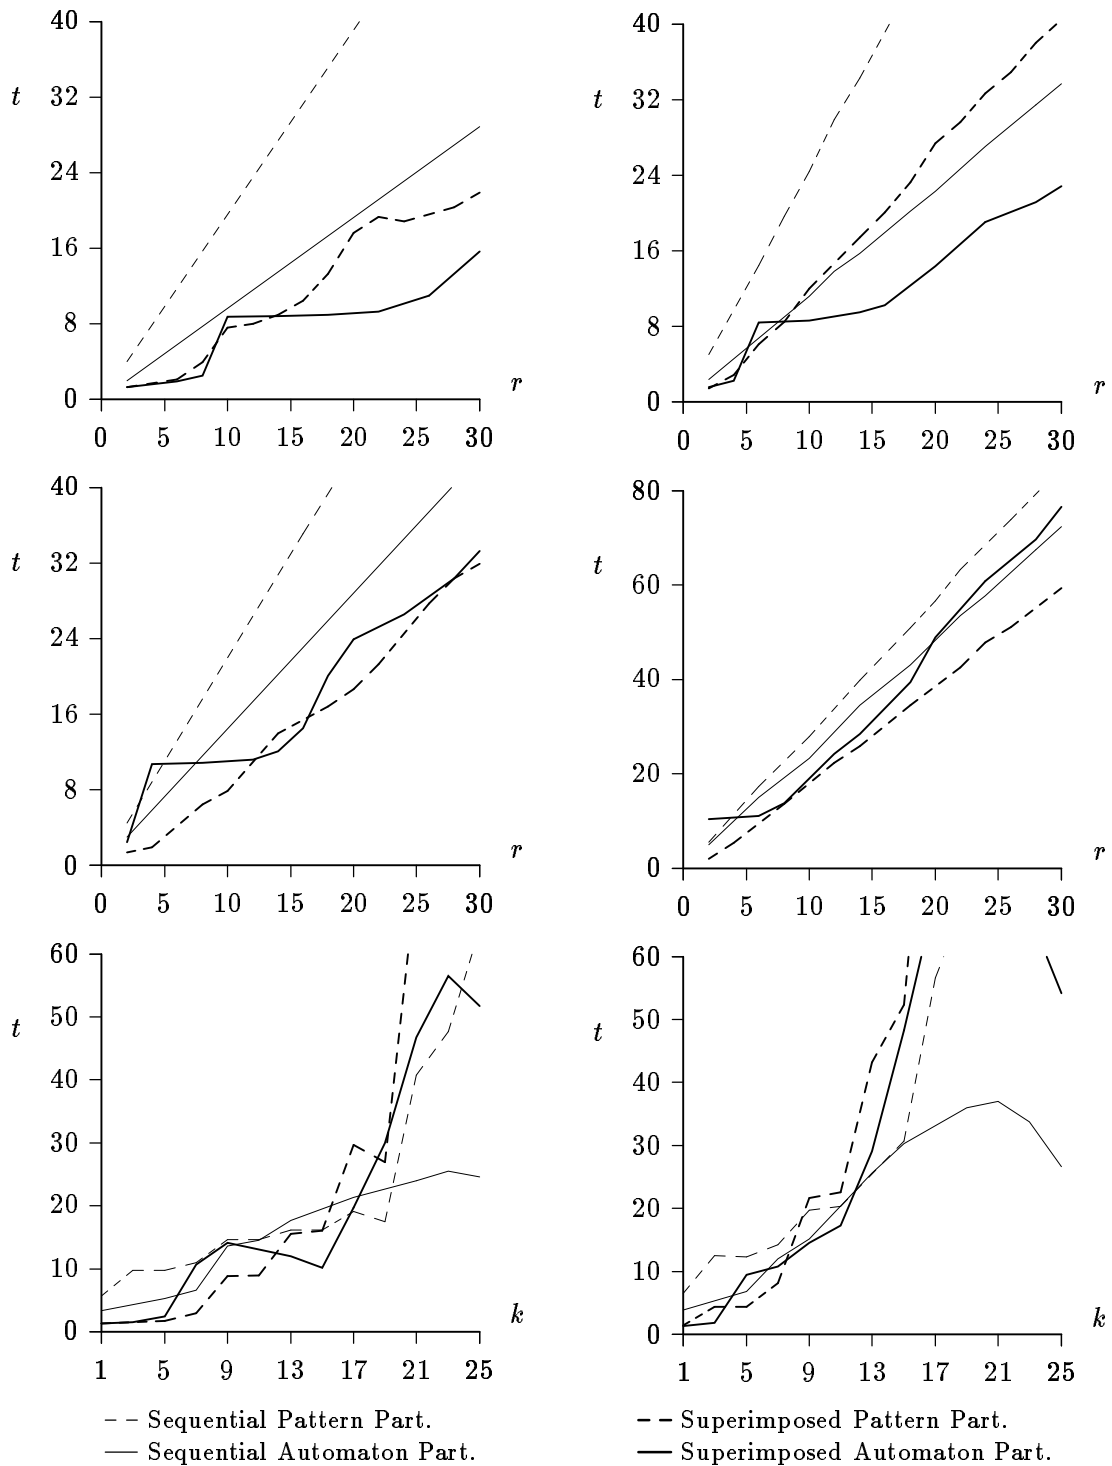 40
32
t
24
16
8
0
r
0 5 10 15 20 25 30
40
32
t
24
16
8
0
r
0 5 10 15 20 25 30
40
32
t
24
16
8
0
r
0 5 10 15 20 25 30
80
t
60
40
20
0
r
0 5 10 15 20 25 30
60
50
t
40
30
20
10
0
k
1 5 9 13 17 21 25
60
50
t
40
30
20
10
0
k
1 5 9 13 17 21 25
Sequential Pattern Part.
Sequential Automaton Part.
Superimposed Pattern Part.
Superimposed Automaton Part.